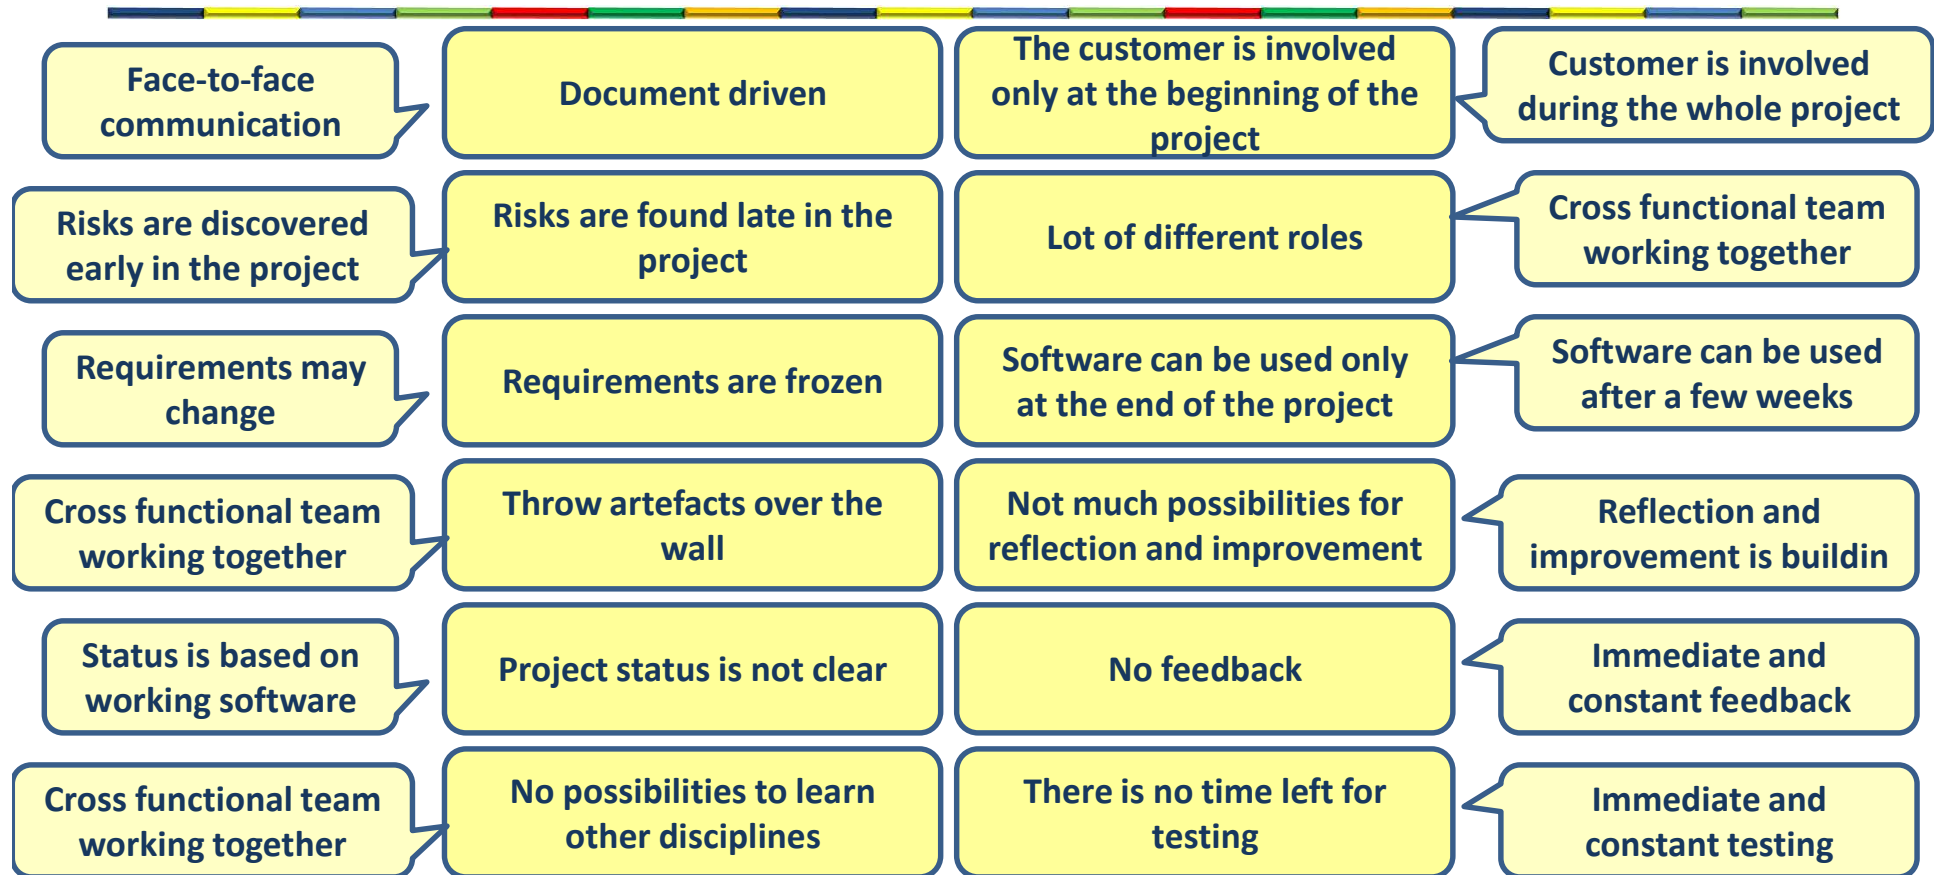 Face-to-face
communication
Document driven
The customer is involved
only at the beginning of the
project
Customer is involved
during the whole project
Risks are discovered
early in the project
Risks are found late in the
project
Lot of different roles
Cross functional team
working together
Requirements may
change
Requirements are frozen
Software can be used only
at the end of the project
Software can be used
after a few weeks
Cross functional team
working together
Throw artefacts over the
wall
Not much possibilities for
reflection and improvement
Reflection and
improvement is buildin
Status is based on
working software
Project status is not clear
No feedback
Immediate and
constant feedback
Cross functional team
working together
No possibilities to learn
other disciplines
There is no time left for
testing
Immediate and
constant testing